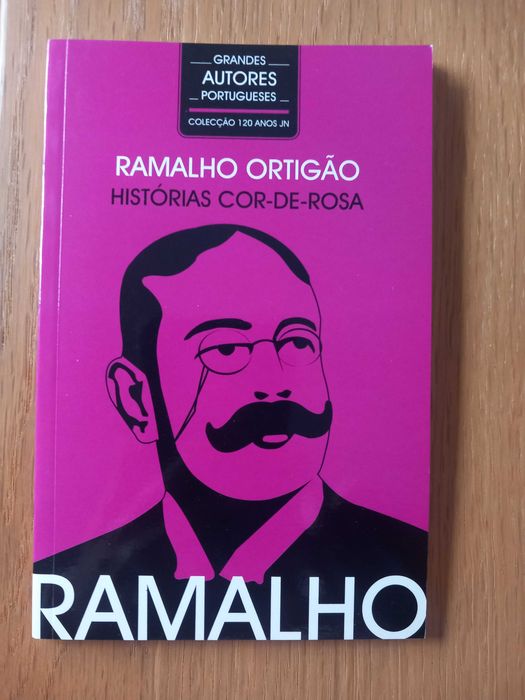 GRANDES
AUTORES
PORTUGUESES
COLECÇÃO 120 ANOS JN
RAMALHO ORTIGÃO
HISTÓRIAS COR-DE-ROSA
RAMALHO